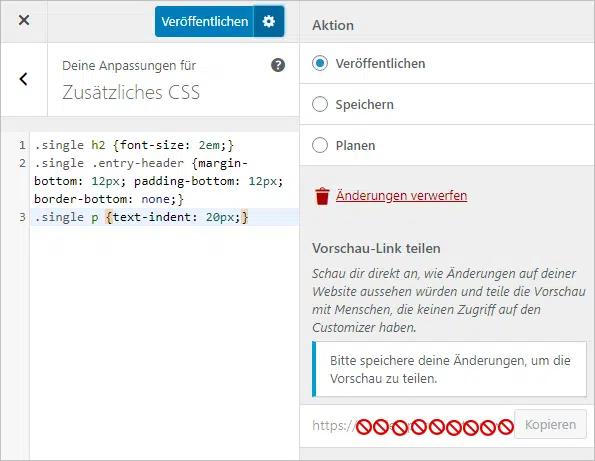 Veröffentlichen
Deine Anpassungen für
Zusätzliches CSS
1 .single h2 {font-size: 2em;}
2 .single .entry-header {margin-
bottom: 12px; padding-bottom: 12px;
border-bottom: none;}
3 .single p {text-indent: 20px;}
Aktion
Veröffentlichen
Speichern
Planen
Änderungen verwerfen
Vorschau-Link teilen
Schau dir direkt an, wie Änderungen auf deiner
Website aussehen würden und teile die Vorschau
mit Menschen, die keinen Zugriff auf den
Customizer haben.
Bitte speichere deine Änderungen, um die
Vorschau zu teilen.
https://
Kopieren